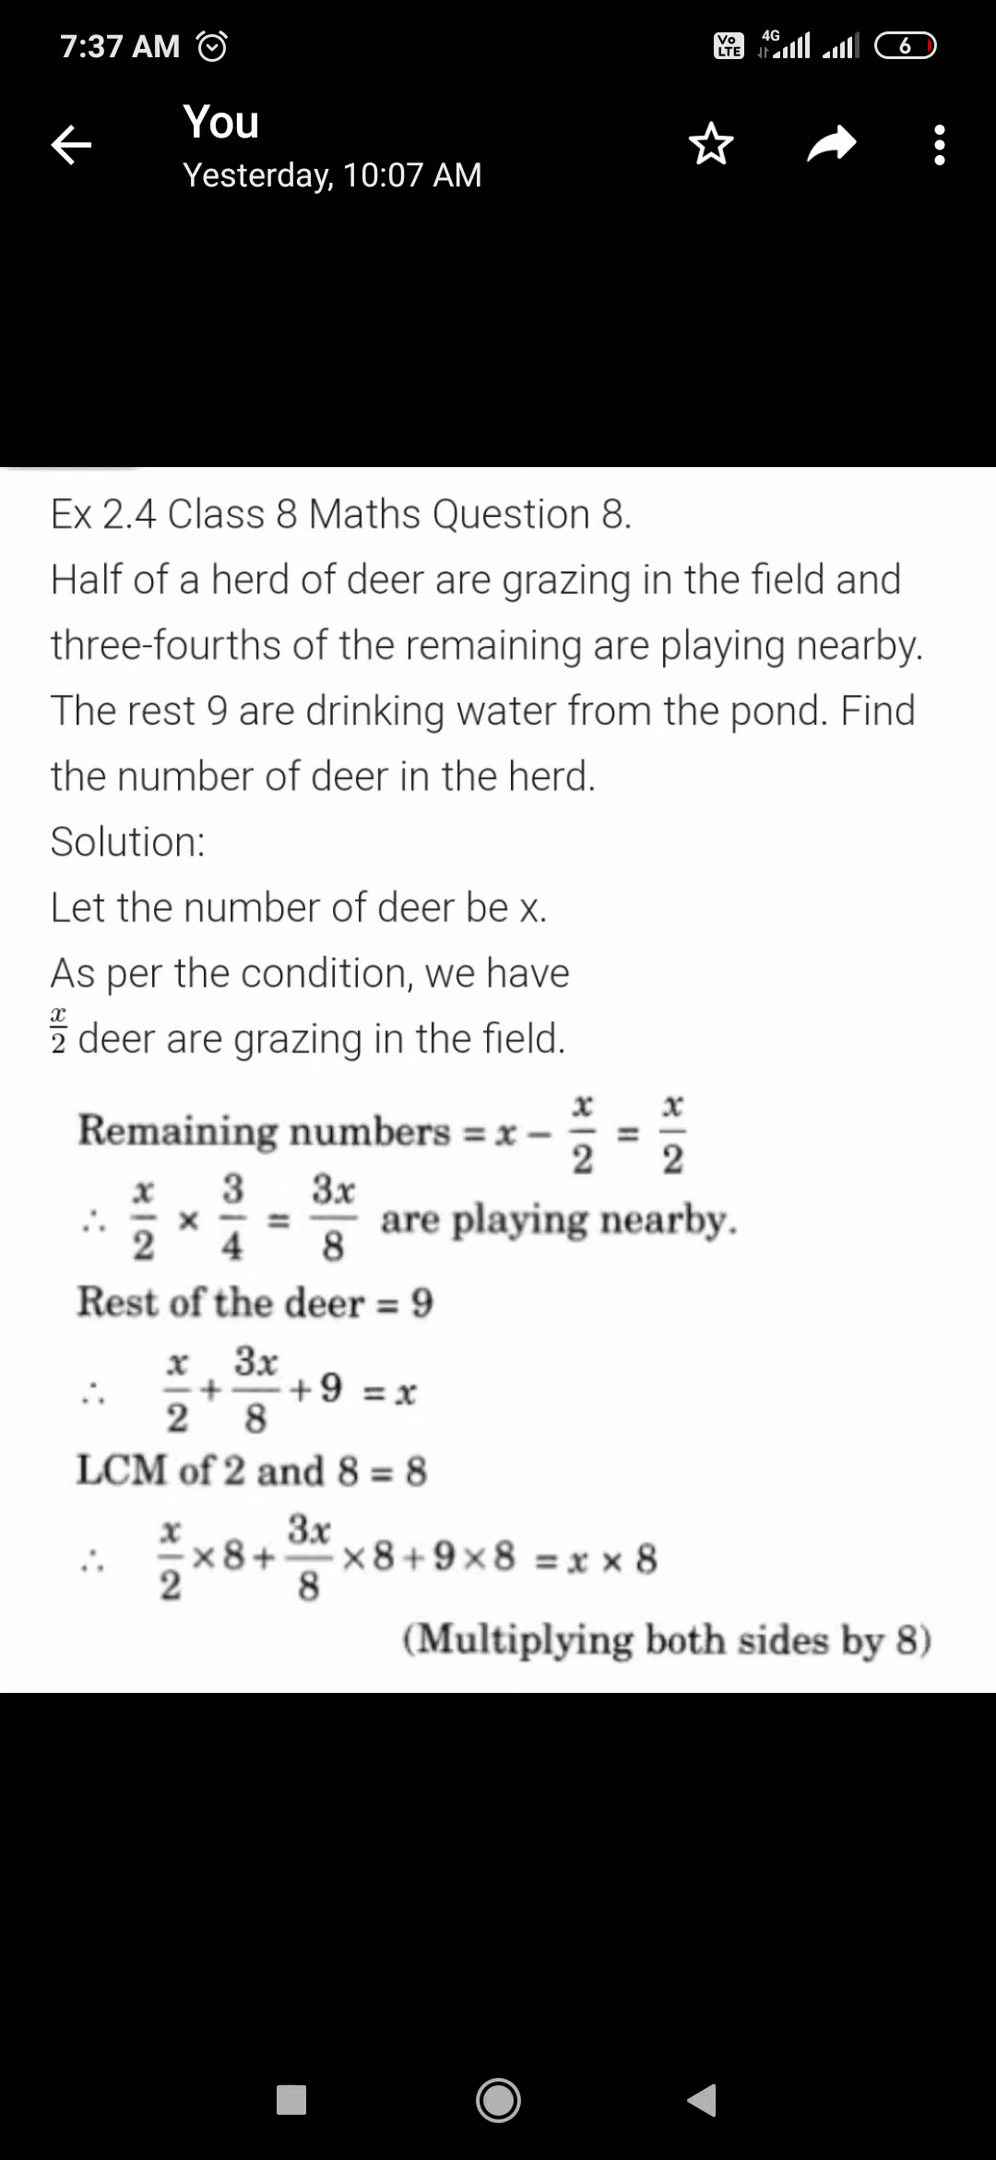 7:37 AM
Vo LTE 4G 6
You
Yesterday, 10:07 AM
Ex 2.4 Class 8 Maths Question 8.
Half of a herd of deer are grazing in the field and
three-fourths of the remaining are playing nearby.
The rest 9 are drinking water from the pond. Find
the number of deer in the herd.
Solution:
Let the number of deer be x.
As per the condition, we have
x/2 deer are grazing in the field.
Remaining numbers = x − x/2 = x/2
∴ x/2 × 3/4 = 3x/8 are playing nearby.
Rest of the deer = 9
∴ x/2 + 3x/8 + 9 = x
LCM of 2 and 8 = 8
∴ x/2 × 8 + 3x/8 × 8 + 9 × 8 = x × 8
(Multiplying both sides by 8)